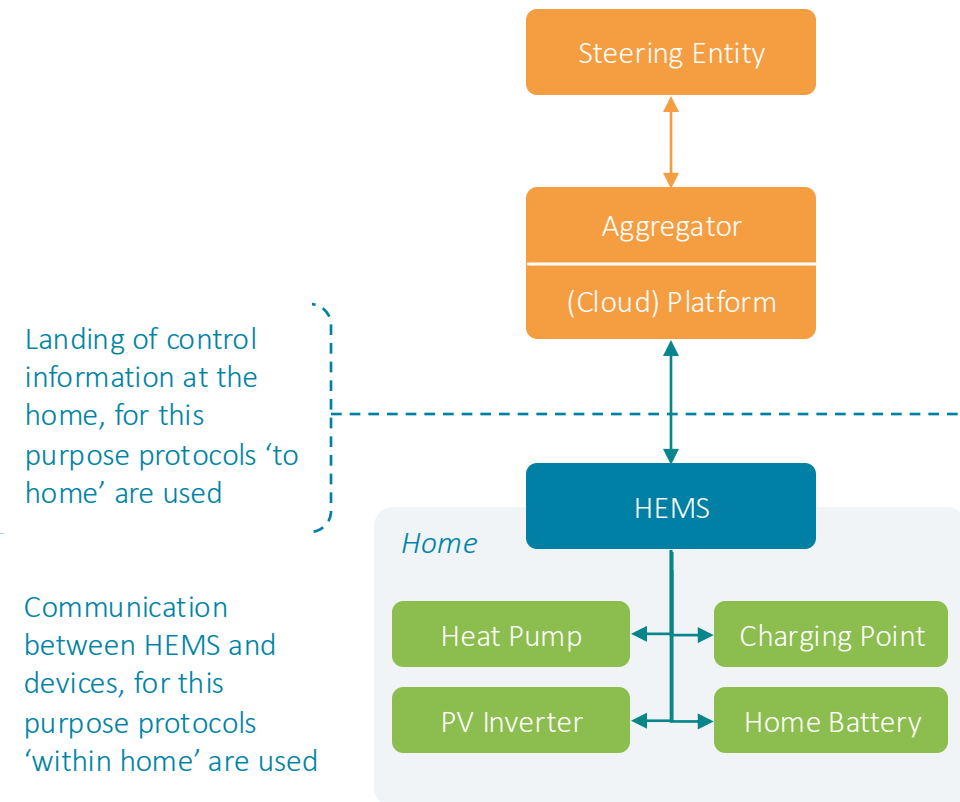 Steering Entity
Aggregator
(Cloud) Platform
Landing of control
information at the
home, for this
purpose protocols ‘to
home’ are used
HEMS
Home
Communication
between HEMS and
devices, for this
purpose protocols
‘within home’ are used
Heat Pump
Charging Point
PV Inverter
Home Battery